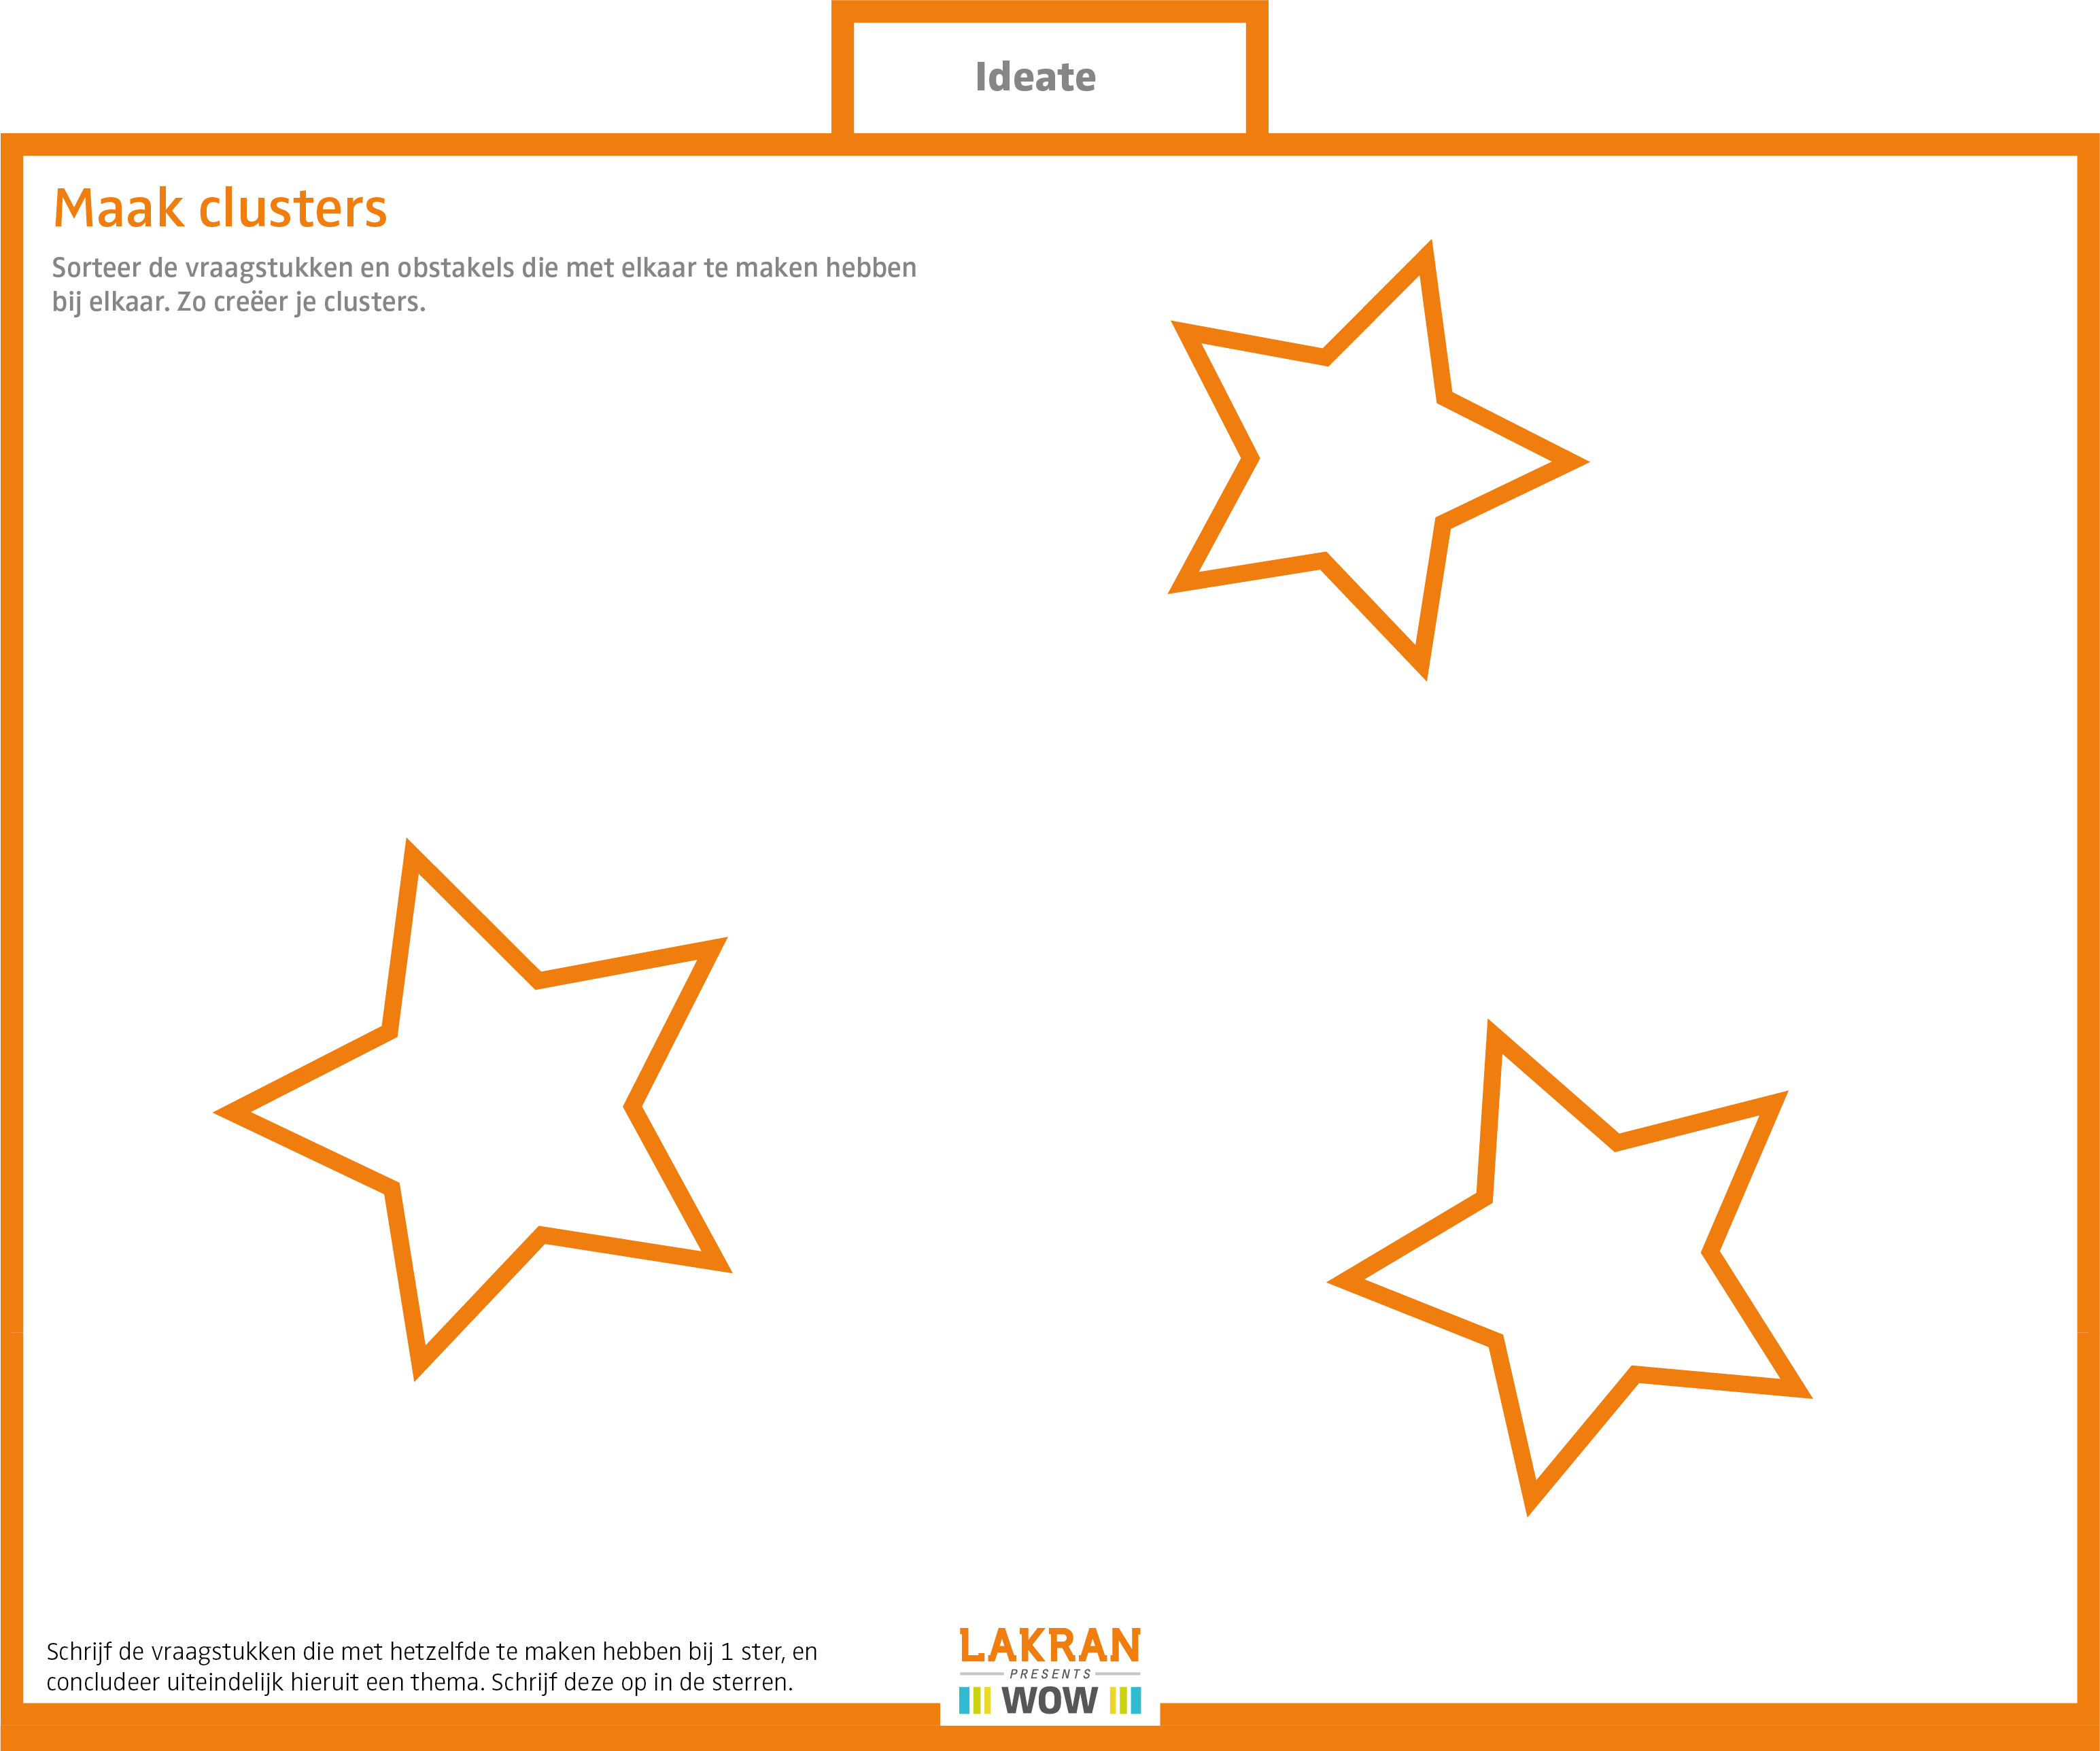 Ideate
Maak clusters
Sorteer de vraagstukken en obstakels die met elkaar te maken hebben
bij elkaar. Zo creëer je clusters.
Schrijf de vraagstukken die met hetzelfde te maken hebben bij 1 ster, en
concludeer uiteindelijk hieruit een thema. Schrijf deze op in de sterren.
LAKRAN
PRESENTS
WOW